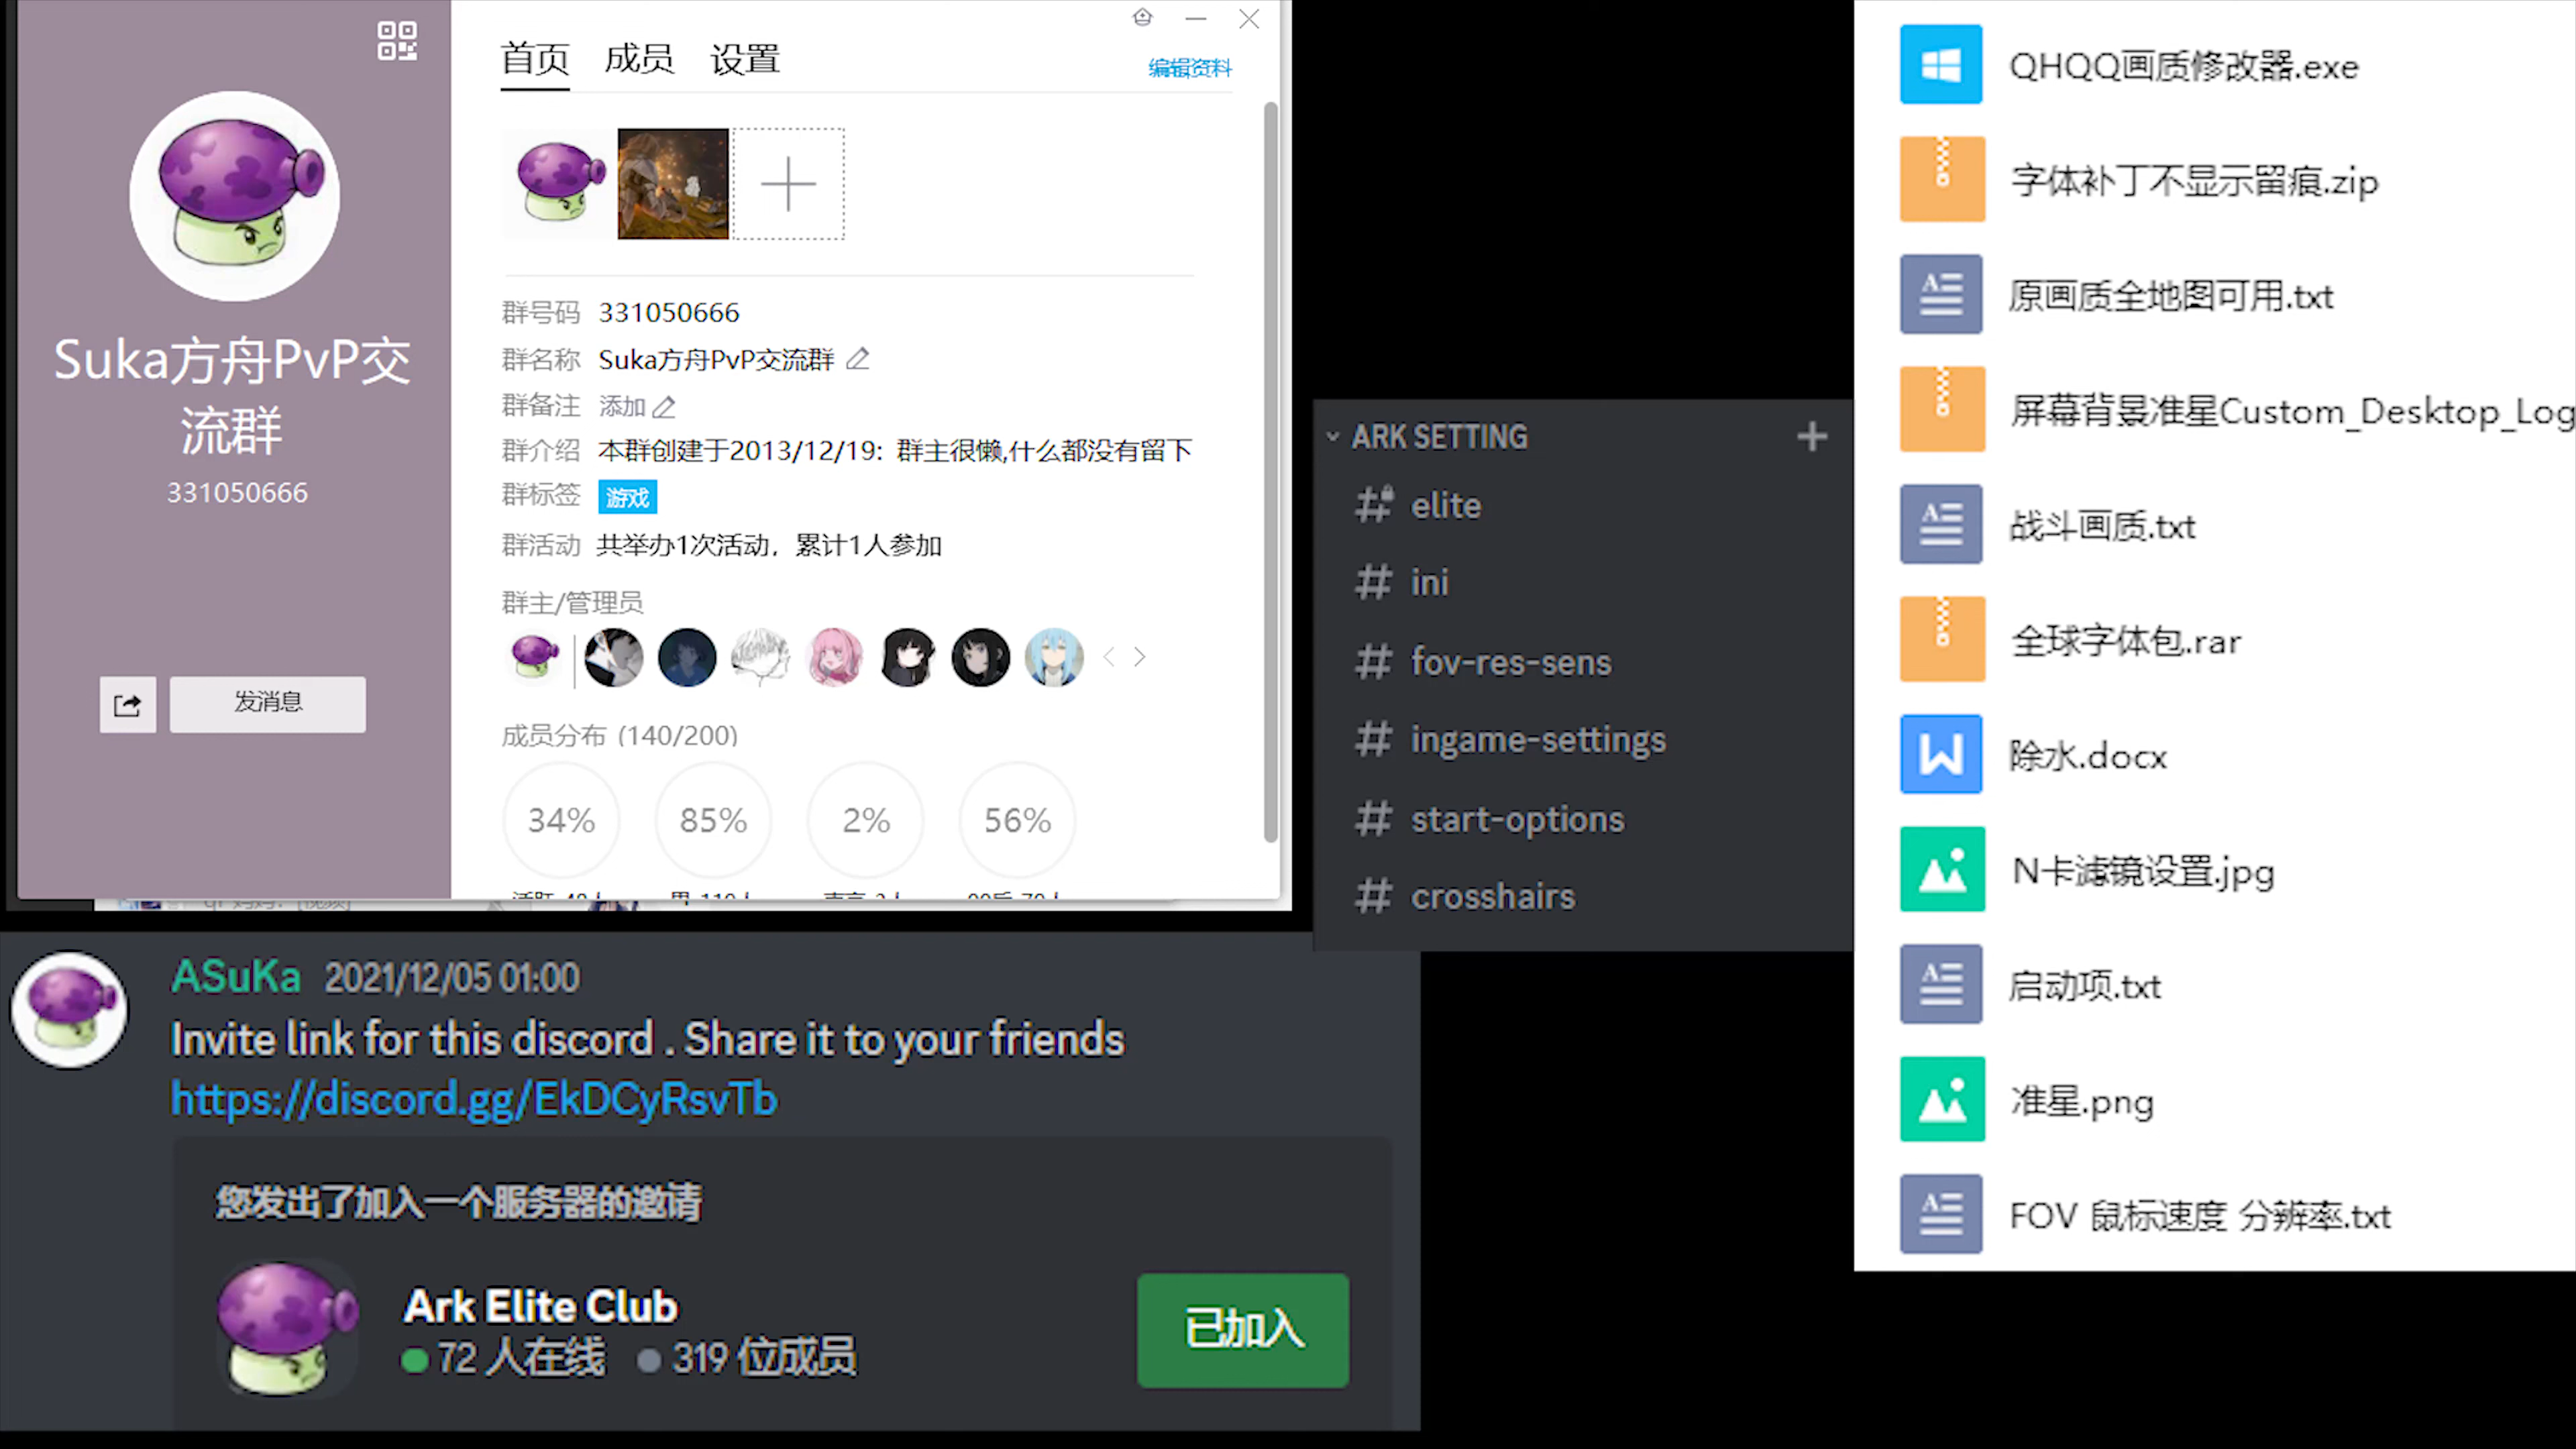 Suka方舟PvP交
流群
331050666
发消息
首页 成员 设置
编辑资料
群号码 331050666
群名称 Suka方舟PvP交流群
群备注 添加
群介绍 本群创建于2013/12/19: 群主很懒,什么都没有留下
群标签 游戏
群活动 共举办1次活动，累计1人参加
群主/管理员
成员分布 (140/200)
34% 85% 2% 56%
ASuKa 2021/12/05 01:00
Invite link for this discord . Share it to your friends
https://discord.gg/EkDCyRsvTb
您发出了加入一个服务器的邀请
Ark Elite Club
72 人在线 319 位成员
已加入
ARK SETTING
elite
ini
fov-res-sens
ingame-settings
start-options
crosshairs
QHQQ画质修改器.exe
字体补丁不显示留痕.zip
原画质全地图可用.txt
屏幕背景准星Custom_Desktop_Log
战斗画质.txt
全球字体包.rar
除水.docx
N卡滤镜设置.jpg
启动项.txt
准星.png
FOV 鼠标速度 分辨率.txt